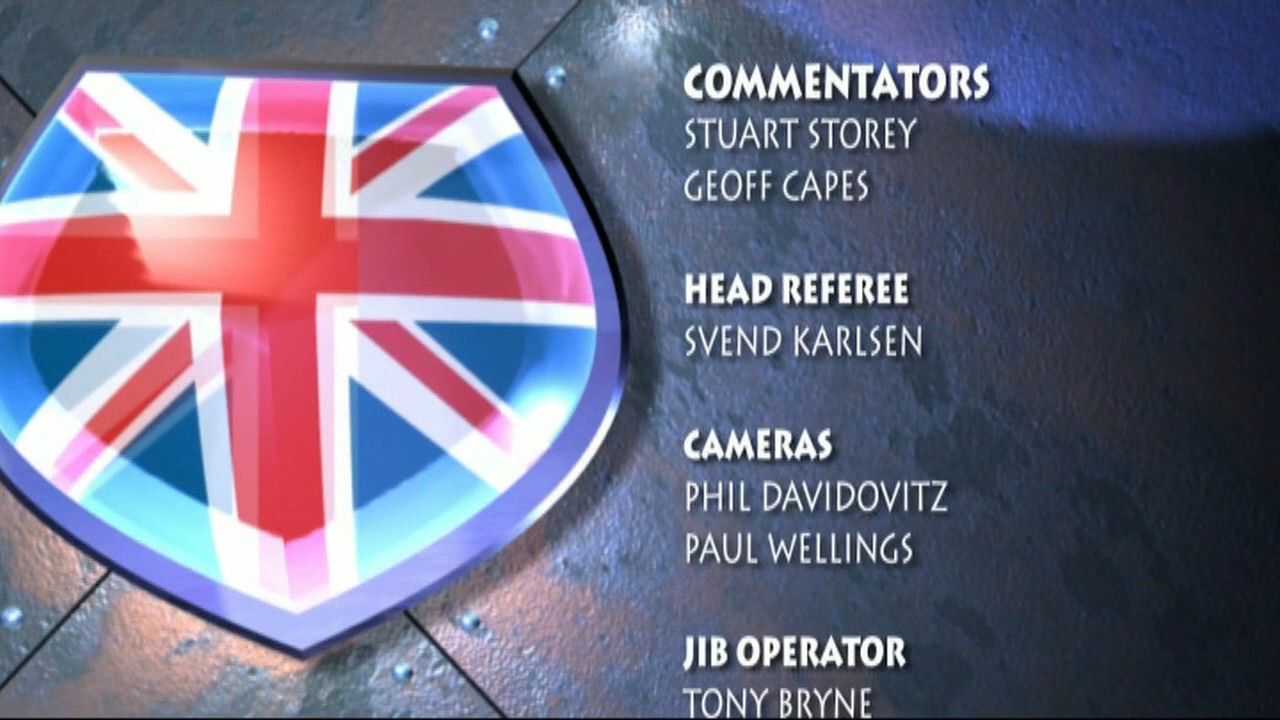 COMMENTATORS
STUART STOREY
GEOFF CAPES
HEAD REFEREE
SVEND KARLSEN
CAMERAS
PHIL DAVIDOVITZ
PAUL WELLINGS
JIB OPERATOR
TONY BRYNE